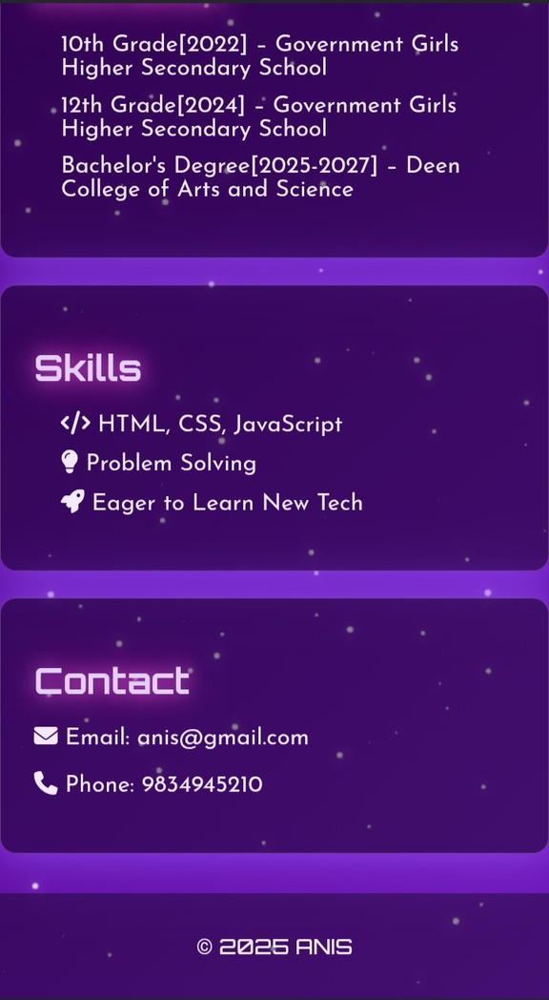 10th Grade[2022] – Government Girls
Higher Secondary School
12th Grade[2024] – Government Girls
Higher Secondary School
Bachelor's Degree[2025-2027] – Deen
College of Arts and Science
Skills
HTML, CSS, JavaScript
Problem Solving
Eager to Learn New Tech
Contact
Email: anis@gmail.com
Phone: 9834945210
© 2025 ANIS